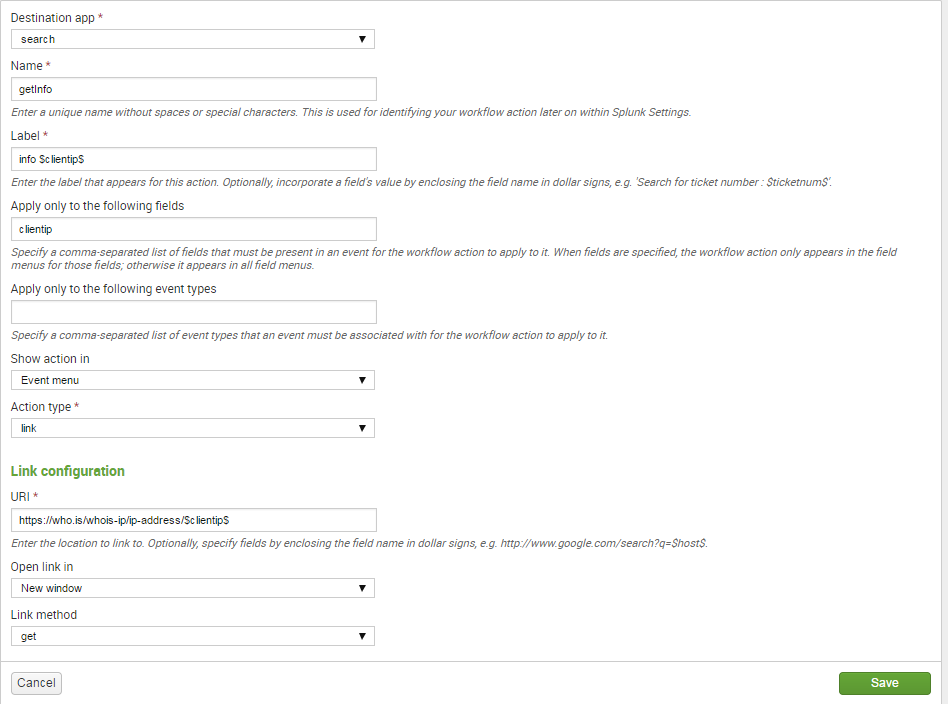 Destination app *
search
Name *
getInfo
Enter a unique name without spaces or special characters. This is used for identifying your workflow action later on within Splunk Settings.
Label *
info $clientip$
Enter the label that appears for this action. Optionally, incorporate a field's value by enclosing the field name in dollar signs, e.g. 'Search for ticket number : $ticketnum$'.
Apply only to the following fields
clientip
Specify a comma-separated list of fields that must be present in an event for the workflow action to apply to it. When fields are specified, the workflow action only appears in the field
menus for those fields; otherwise it appears in all field menus.
Apply only to the following event types
Specify a comma-separated list of event types that an event must be associated with for the workflow action to apply to it.
Show action in
Event menu
Action type *
link
Link configuration
URI *
https://who.is/whois-ip/ip-address/$clientip$
Enter the location to link to. Optionally, specify fields by enclosing the field name in dollar signs, e.g. http://www.google.com/search?q=$host$.
Open link in
New window
Link method
get
Cancel
Save